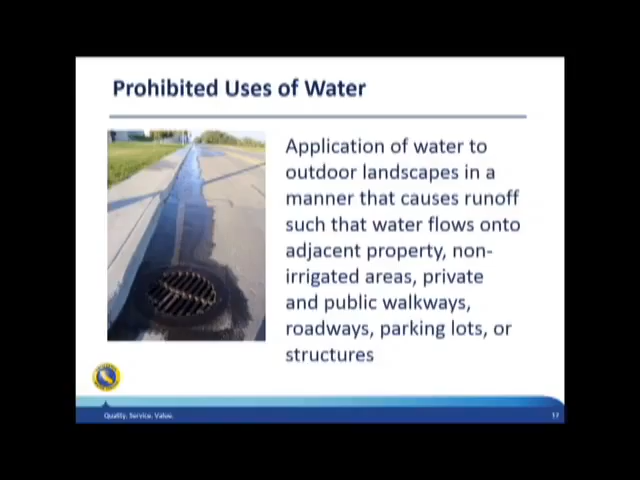 Prohibited Uses of Water
Application of water to
outdoor landscapes in a
manner that causes runoff
such that water flows onto
adjacent property, non-
irrigated areas, private
and public walkways,
roadways, parking lots, or
structures
Quality. Service. Value.
17